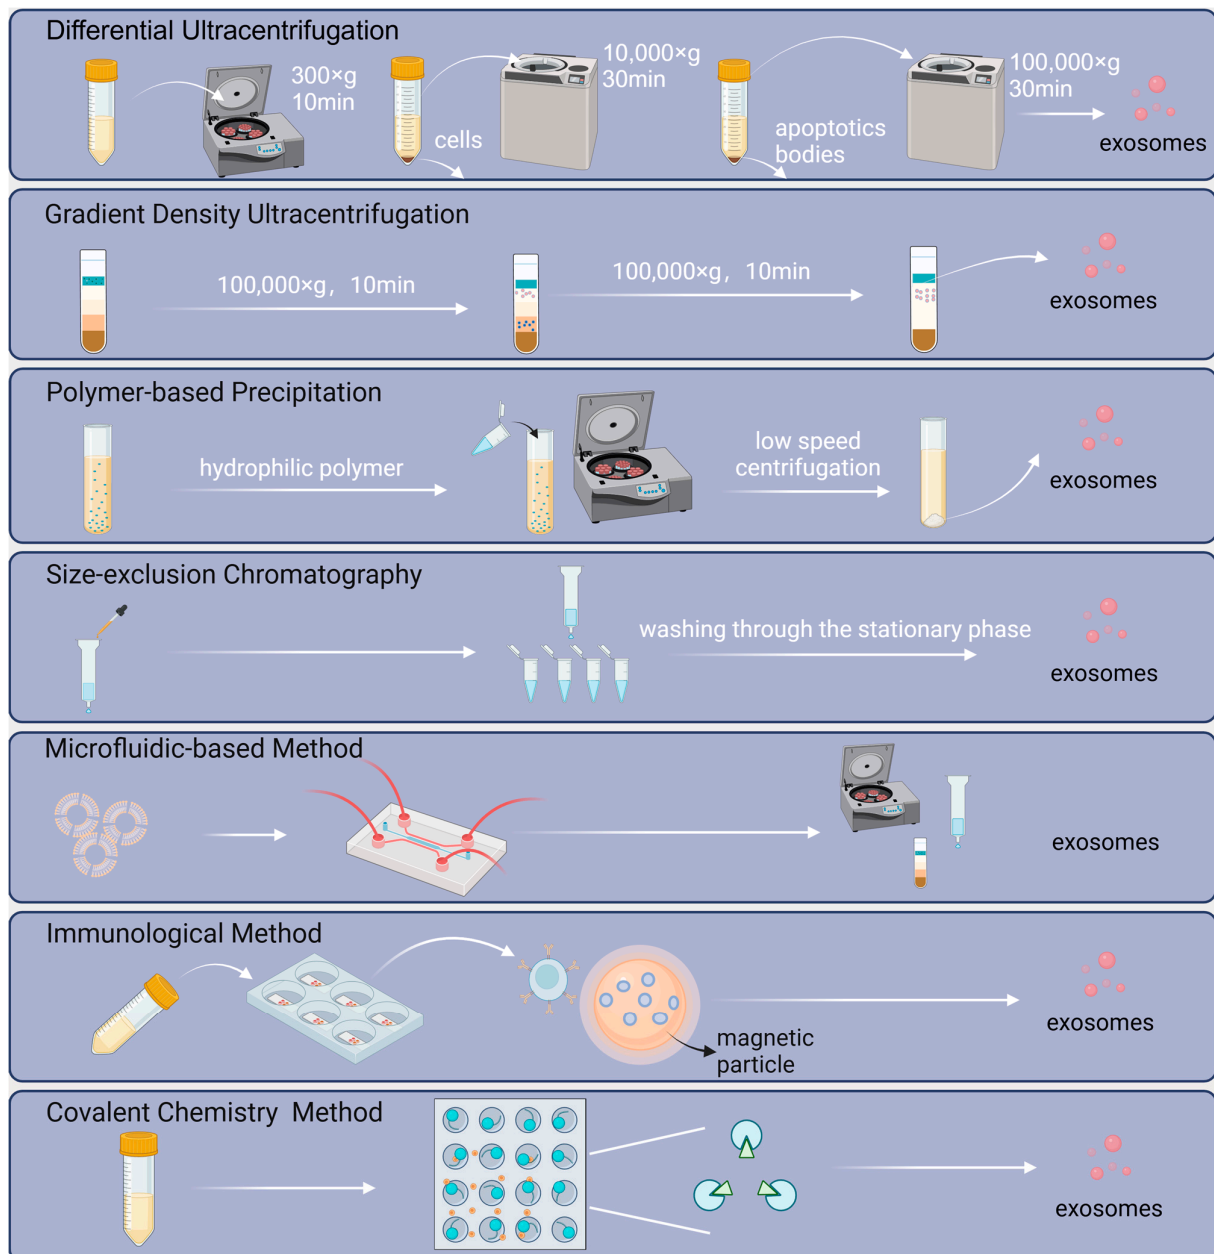 Differential Ultracentrifugation
300×g
10min
cells
10,000×g
30min
apoptotics
bodies
100,000×g
30min
exosomes
Gradient Density Ultracentrifugation
100,000×g, 10min
100,000×g, 10min
exosomes
Polymer-based Precipitation
hydrophilic polymer
low speed
centrifugation
exosomes
Size-exclusion Chromatography
washing through the stationary phase
exosomes
Microfluidic-based Method
exosomes
Immunological Method
magnetic
particle
exosomes
Covalent Chemistry  Method
exosomes